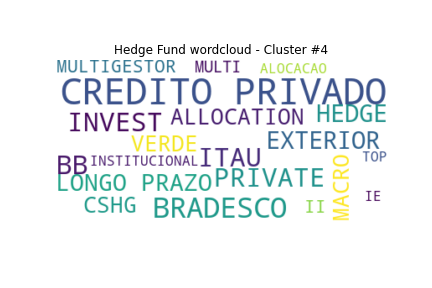 Hedge Fund wordcloud - Cluster #4
MULTIGESTOR MULTI ALOCACAO
CREDITO PRIVADO
INVEST ALLOCATION HEDGE
VERDE EXTERIOR
BB INSTITUCIONAL ITAU TOP
LONGO PRAZO PRIVATE MACRO IE
CSHG BRADESCO II